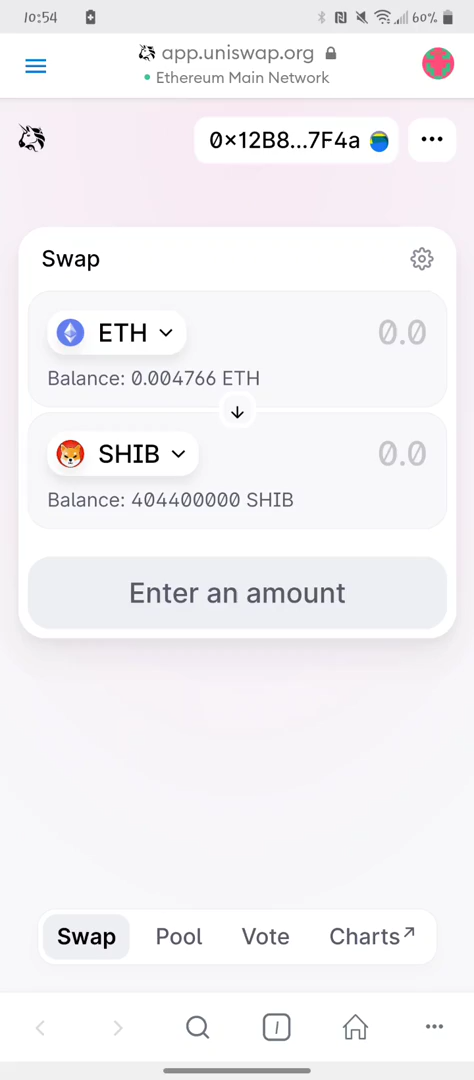 10:54
60%
app.uniswap.org
Ethereum Main Network
0x12B8...7F4a
Swap
ETH
0.0
Balance: 0.004766 ETH
SHIB
0.0
Balance: 404400000 SHIB
Enter an amount
Swap Pool Vote Charts↗
1